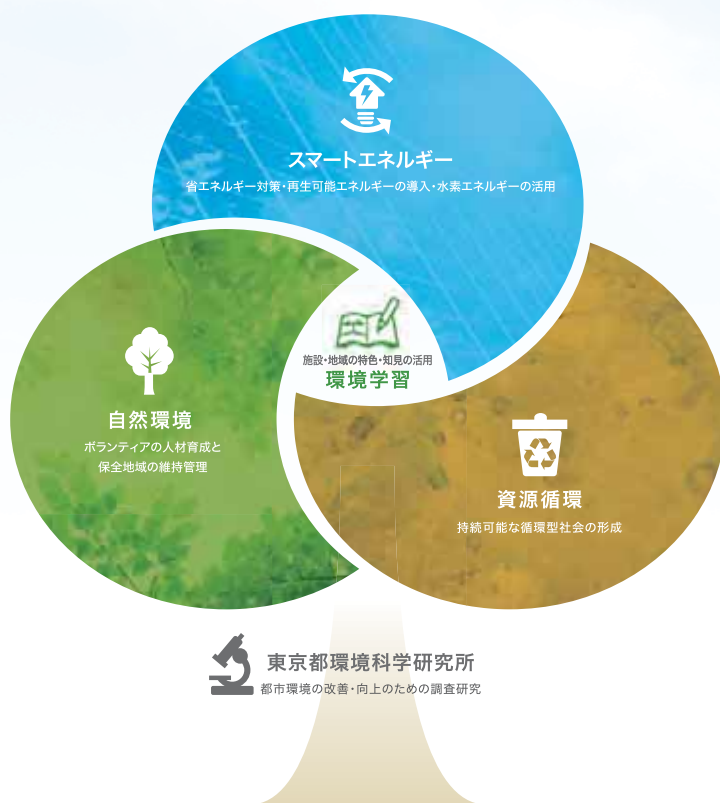 スマートエネルギー
省エネルギー対策・再生可能エネルギーの導入・水素エネルギーの活用
施設・地域の特色・知見の活用
環境学習
自然環境
ボランティアの人材育成と
保全地域の維持管理
資源循環
持続可能な循環型社会の形成
東京都環境科学研究所
都市環境の改善・向上のための調査研究